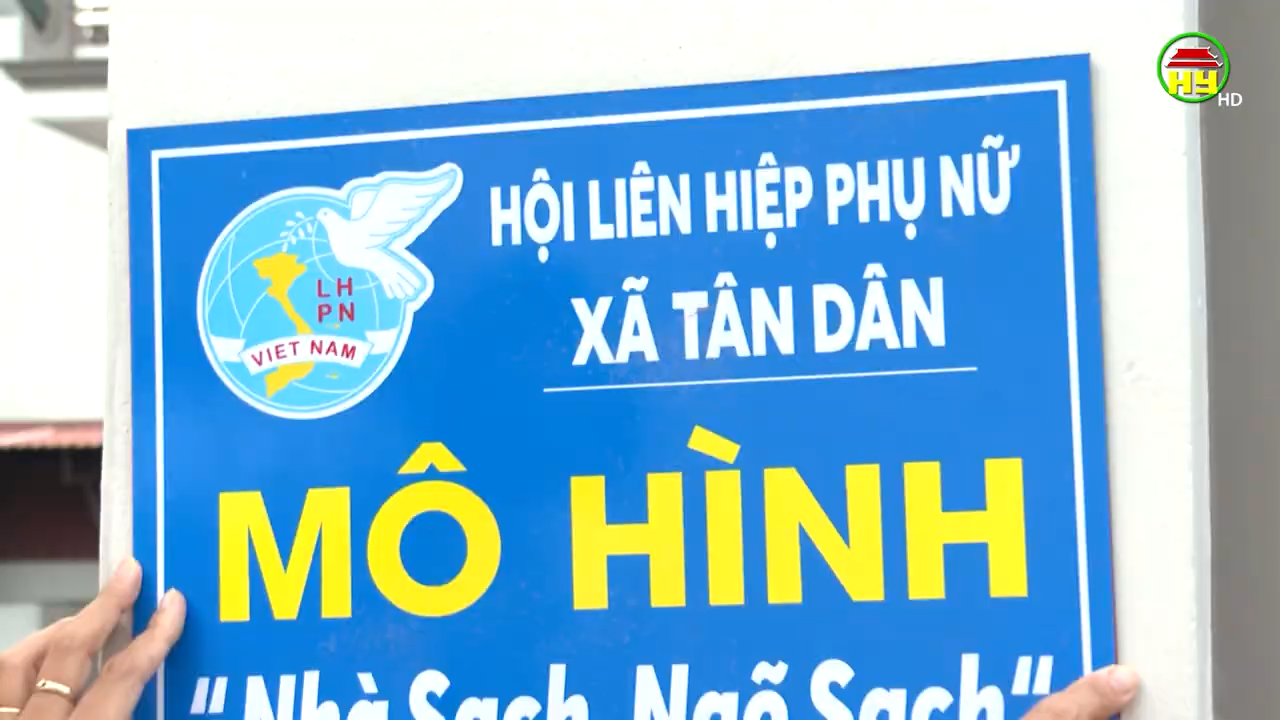 HY
HD
HỘI LIÊN HIỆP PHỤ NỮ
XÃ TÂN DÂN
LH
PN
VIET NAM
MÔ HÌNH
“Nhà Sạch, Ngõ Sạch“